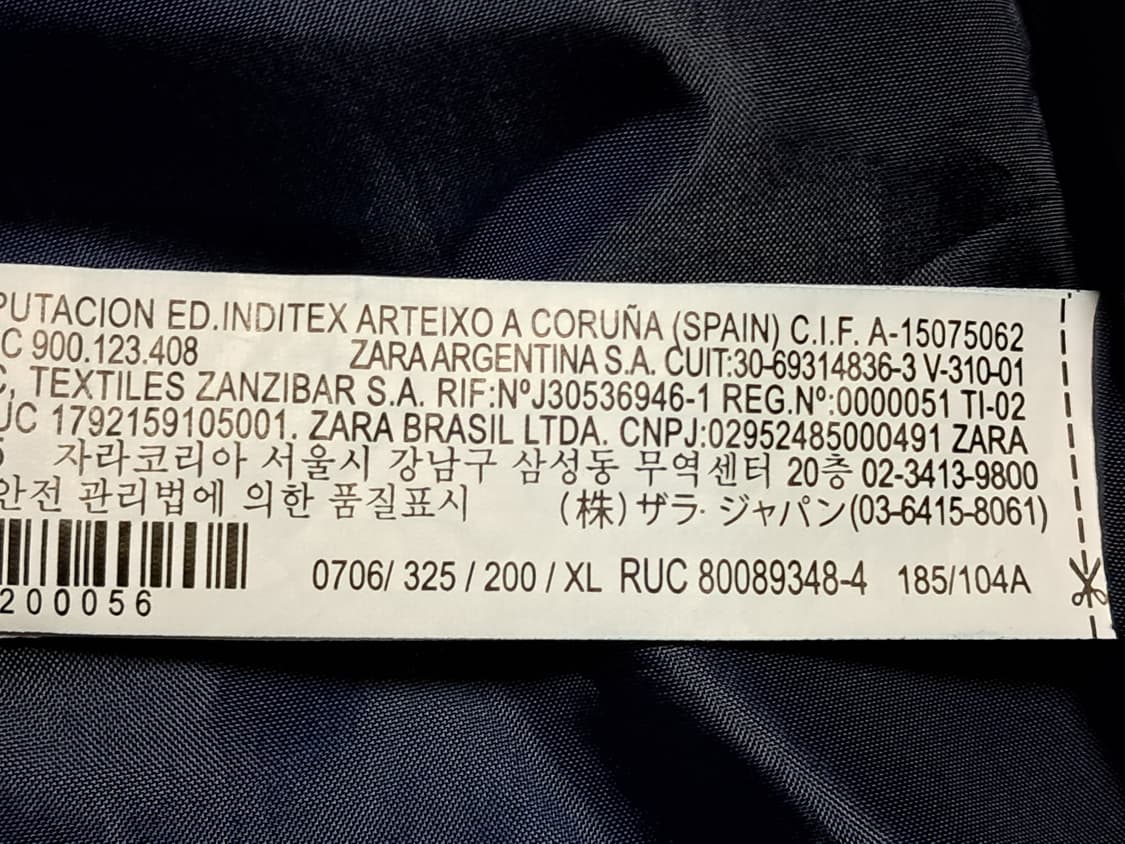 PUTACION ED.INDITEX ARTEIXO A CORUÑA (SPAIN) C.I.F. A-15075062
C 900.123.408 ZARA ARGENTINA S.A. CUIT:30-69314836-3 V-310-01
C, TEXTILES ZANZIBAR S.A. RIF:NºJ30536946-1 REG.Nº:0000051 TI-02
UC 1792159105001. ZARA BRASIL LTDA. CNPJ:02952485000491 ZARA
자라코리아 서울시 강남구 삼성동 무역센터 20층 02-3413-9800
안전 관리법에 의한 품질표시 (株)ザラ・ジャパン(03-6415-8061)
0706/ 325 / 200 / XL RUC 80089348-4 185/104A
200056